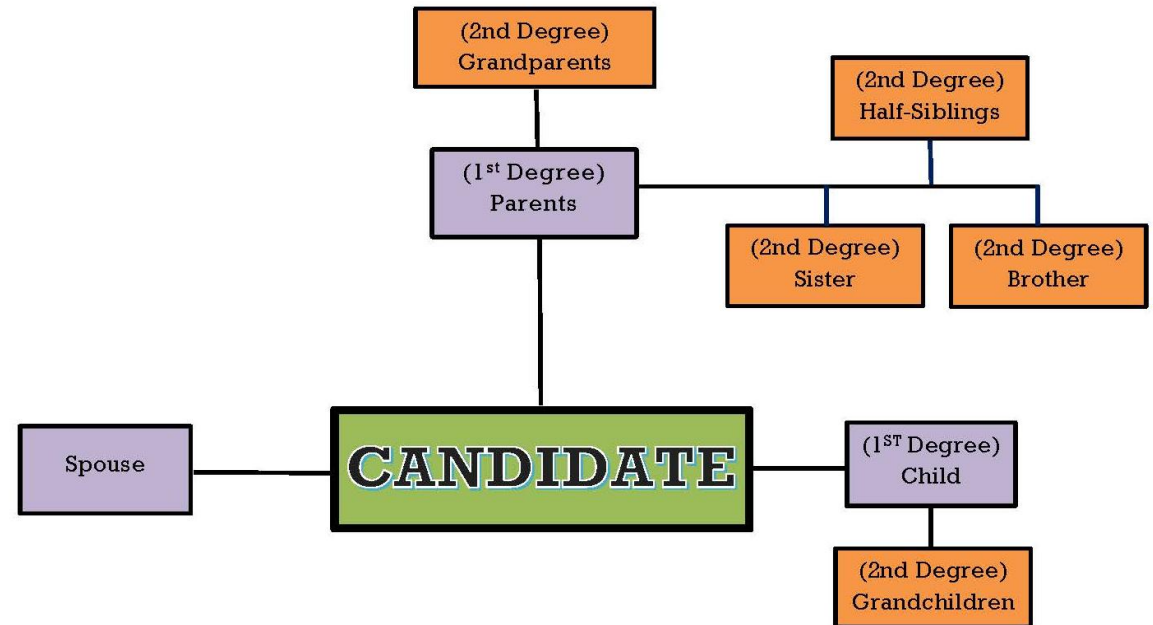 (2nd Degree)
Grandparents
(2nd Degree)
Half-Siblings
(1st Degree)
Parents
(2nd Degree)
Sister
(2nd Degree)
Brother
Spouse
CANDIDATE
(1ST Degree)
Child
(2nd Degree)
Grandchildren